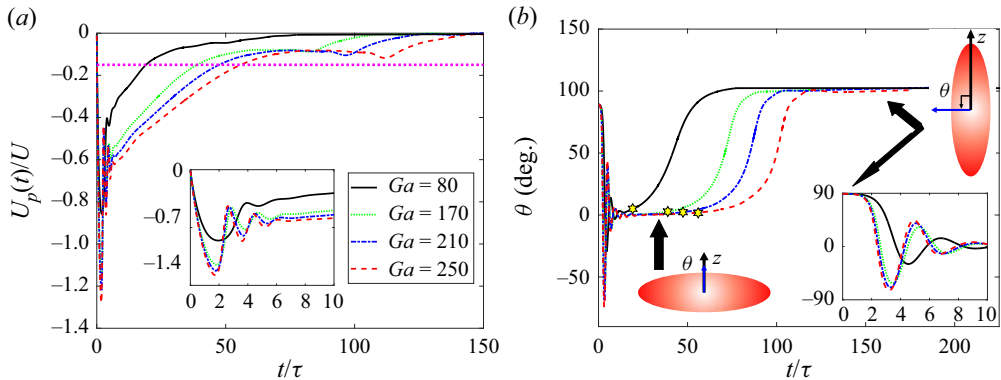 (a)
0
−0.2
−0.4
−0.6
−0.8
−1.0
−1.2
−1.4
U_p(t)/U
0 50 100 150
t/τ
0
−0.7
−1.4
0 2 4 6 8 10
Ga = 80
Ga = 170
Ga = 210
Ga = 250
(b)
150
100
50
0
−50
θ (deg.)
0 50 100 150 200
t/τ
θ z
z
θ
90
0
−90
0 2 4 6 8 10